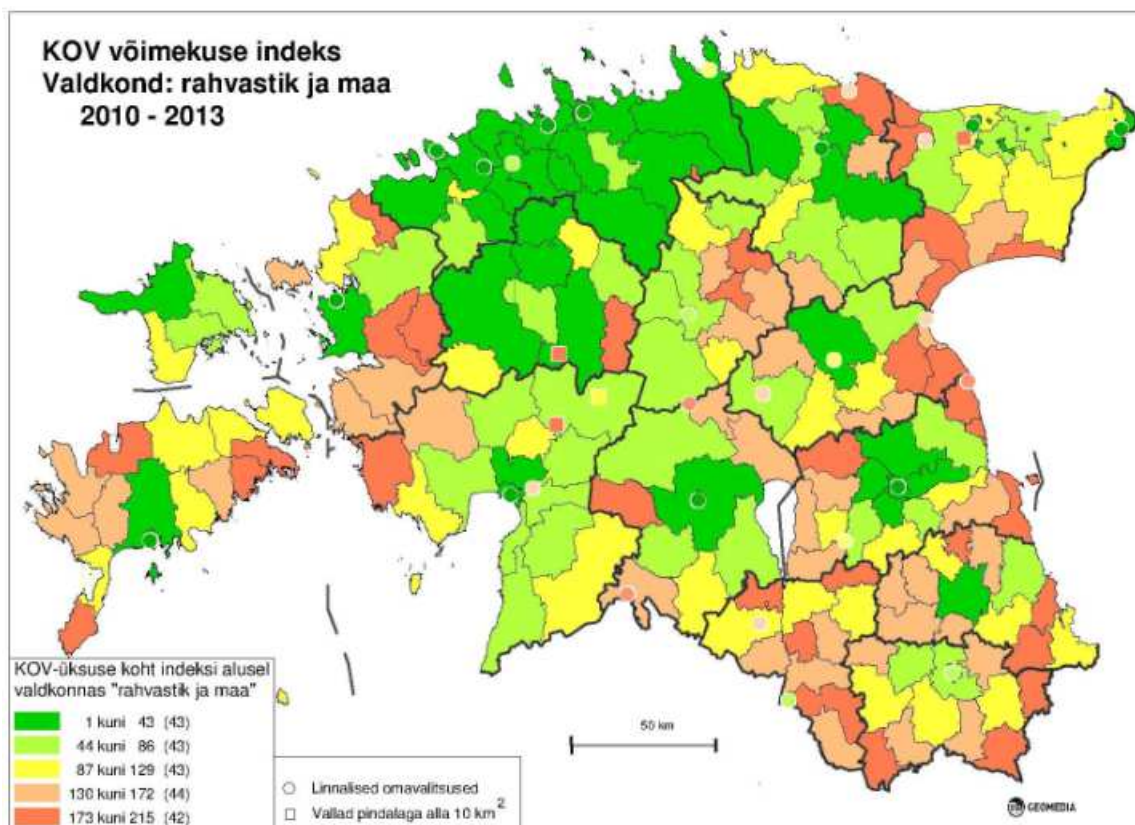 KOV võimekuse indeks
Valdkond: rahvastik ja maa
2010 - 2013
KOV-üksuse koht indeksi alusel
valdkonnas "rahvastik ja maa"
1 kuni 43 (43)
44 kuni 86 (43)
87 kuni 129 (43)
130 kuni 172 (44)
173 kuni 215 (42)
Linnalised omavalitsused
Vallad pindalaga alla 10 km²
50 km
GEOMEDIA